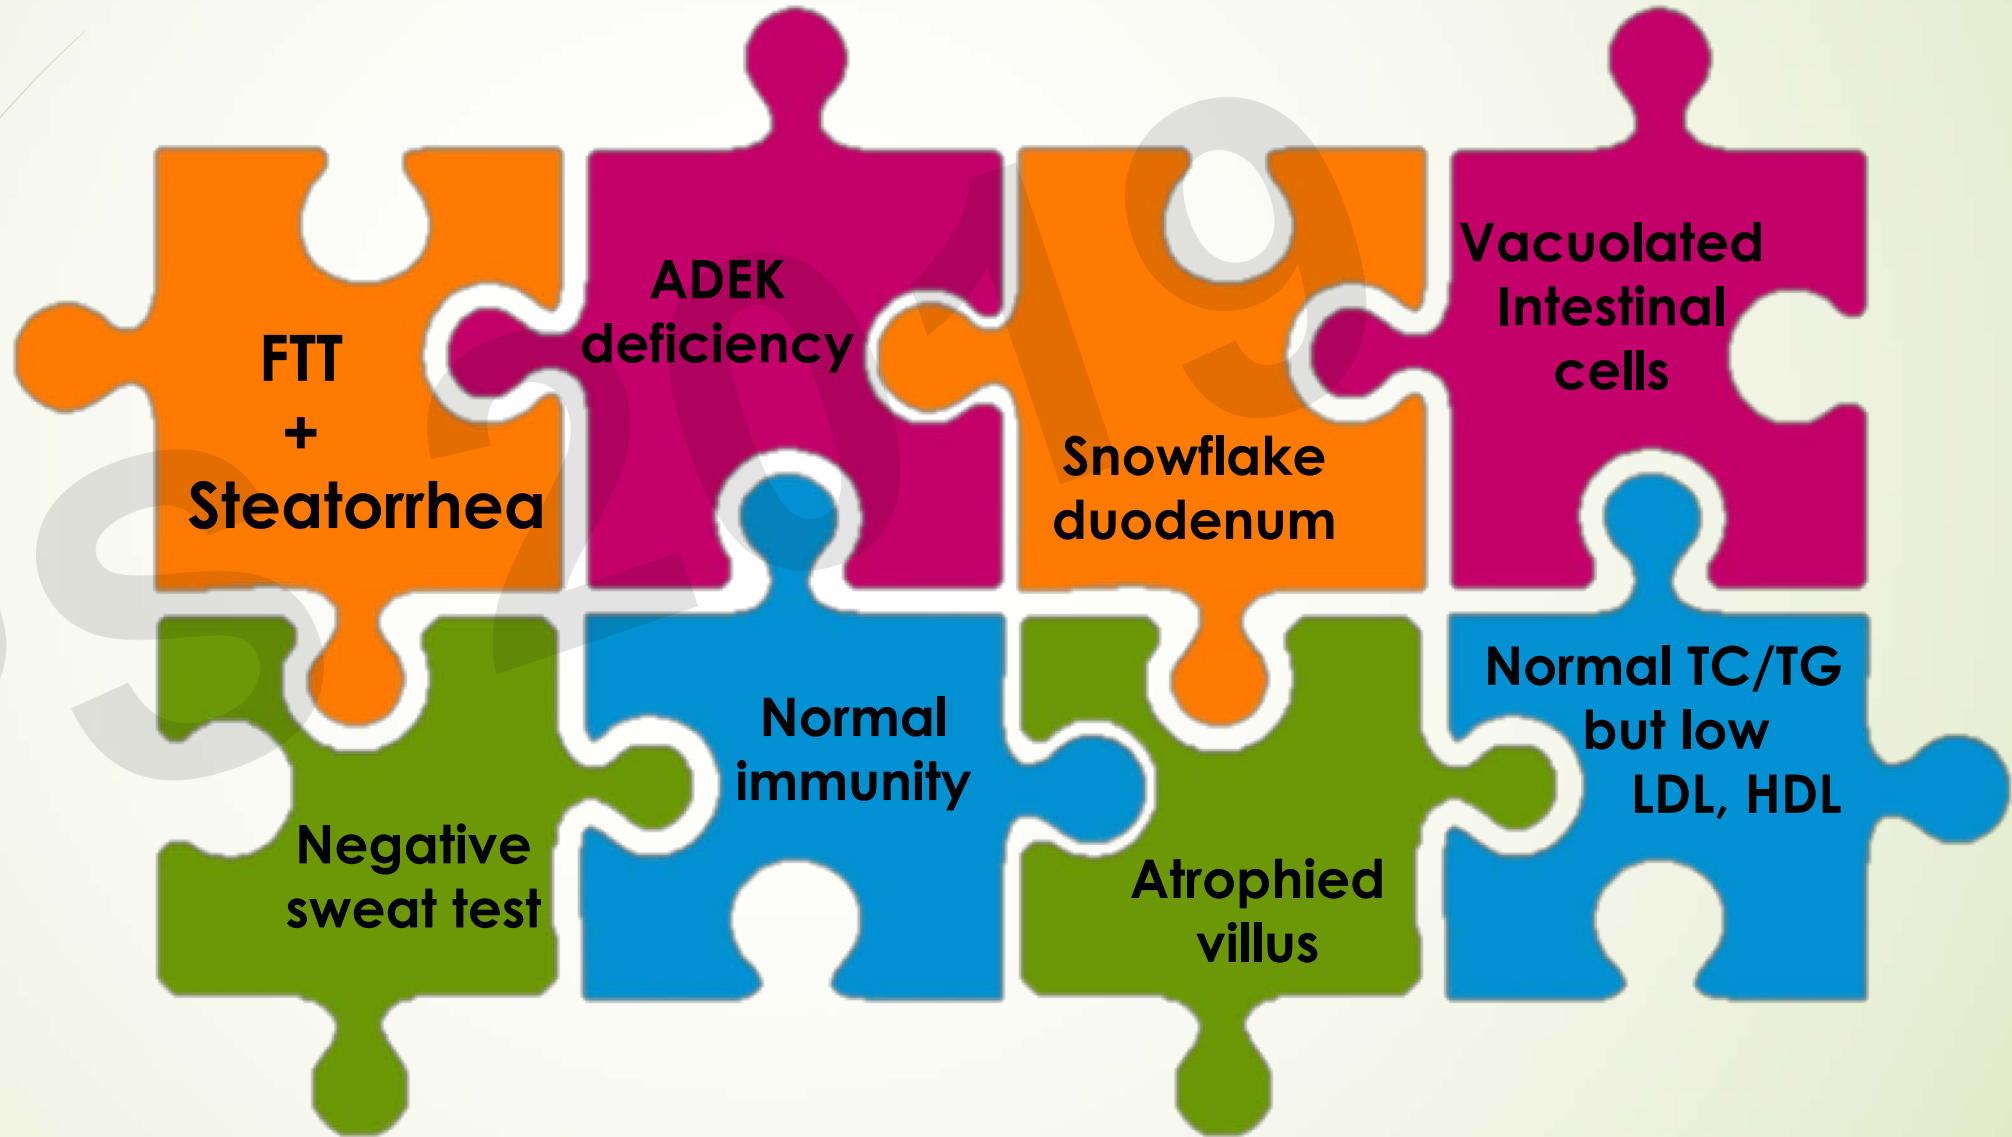 FTT
+
Steatorrhea
ADEK
deficiency
Snowflake
duodenum
Vacuolated
Intestinal
cells
Negative
sweat test
Normal
immunity
Atrophied
villus
Normal TC/TG
but low
LDL, HDL
S 2019